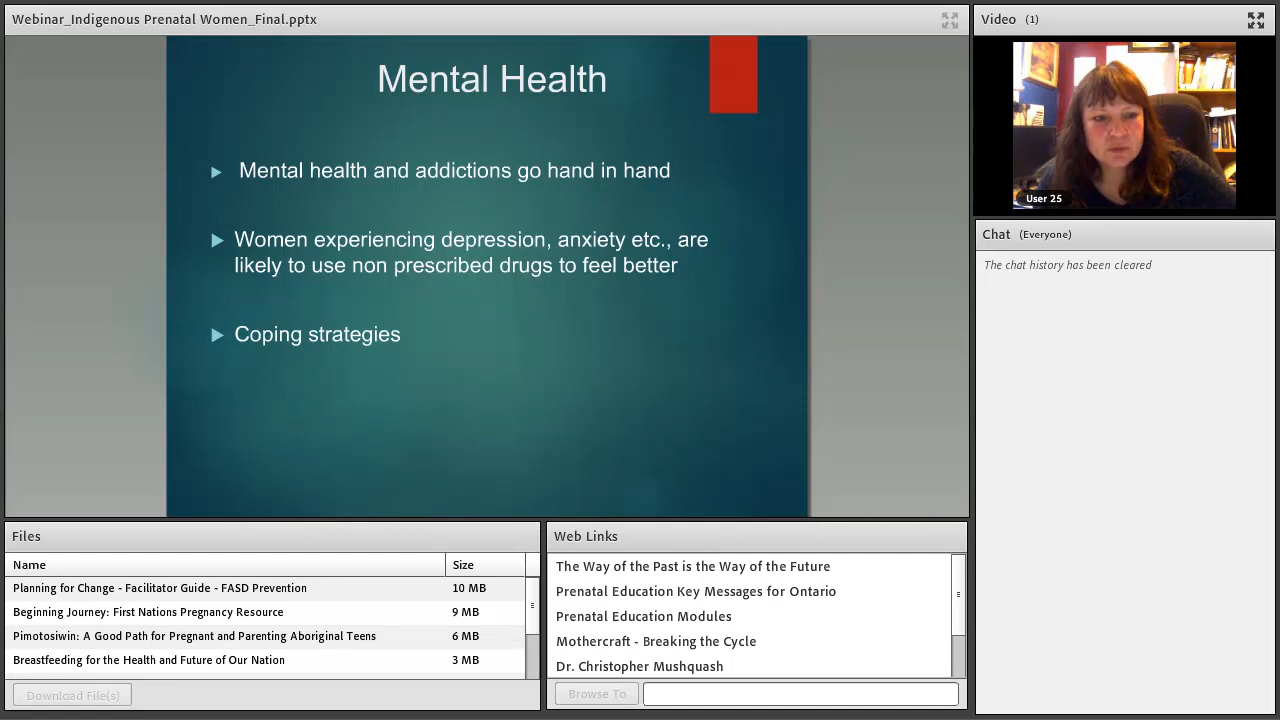 Webinar_Indigenous Prenatal Women_Final.pptx
Mental Health
Mental health and addictions go hand in hand
Women experiencing depression, anxiety etc., are
likely to use non prescribed drugs to feel better
Coping strategies
Video (1)
User 25
Chat (Everyone)
The chat history has been cleared
Files
Name Size
Planning for Change - Facilitator Guide - FASD Prevention 10 MB
Beginning Journey: First Nations Pregnancy Resource 9 MB
Pimotosiwin: A Good Path for Pregnant and Parenting Aboriginal Teens 6 MB
Breastfeeding for the Health and Future of Our Nation 3 MB
Download File(s)
Web Links
The Way of the Past is the Way of the Future
Prenatal Education Key Messages for Ontario
Prenatal Education Modules
Mothercraft - Breaking the Cycle
Dr. Christopher Mushquash
Browse To